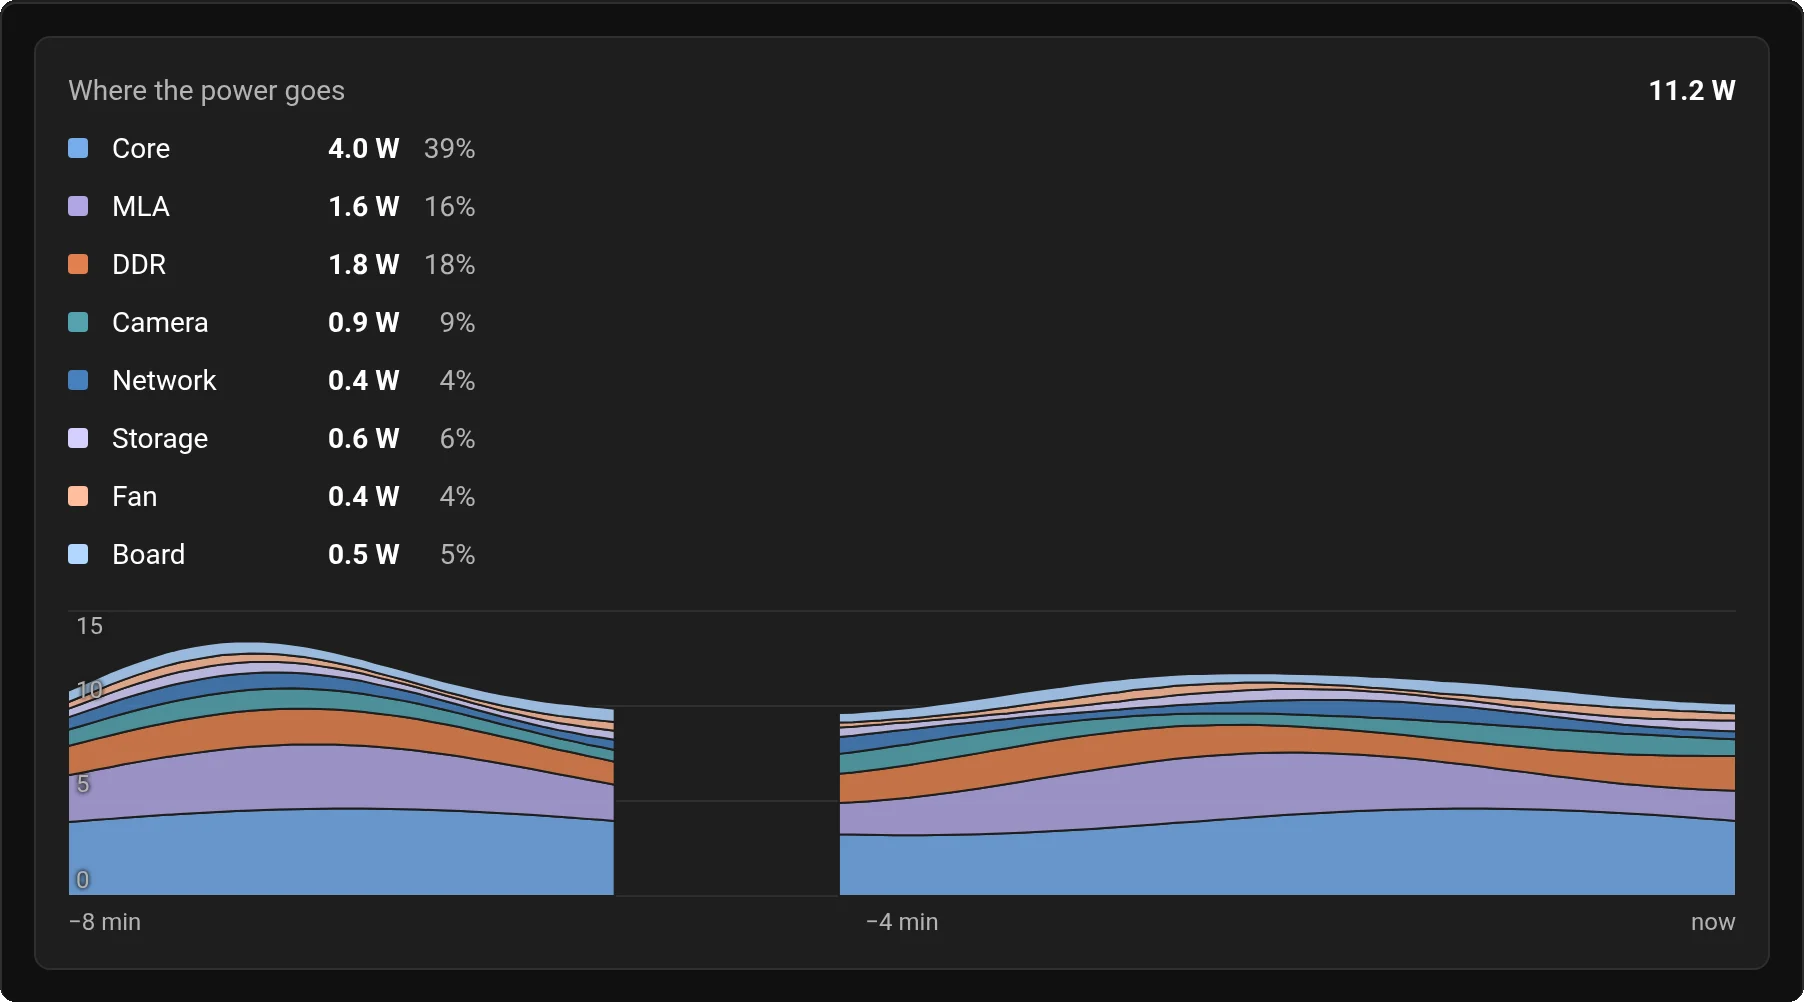 Where the power goes 11.2 W
Core 4.0 W 39%
MLA 1.6 W 16%
DDR 1.8 W 18%
Camera 0.9 W 9%
Network 0.4 W 4%
Storage 0.6 W 6%
Fan 0.4 W 4%
Board 0.5 W 5%
15
10
5
0
−8 min −4 min now